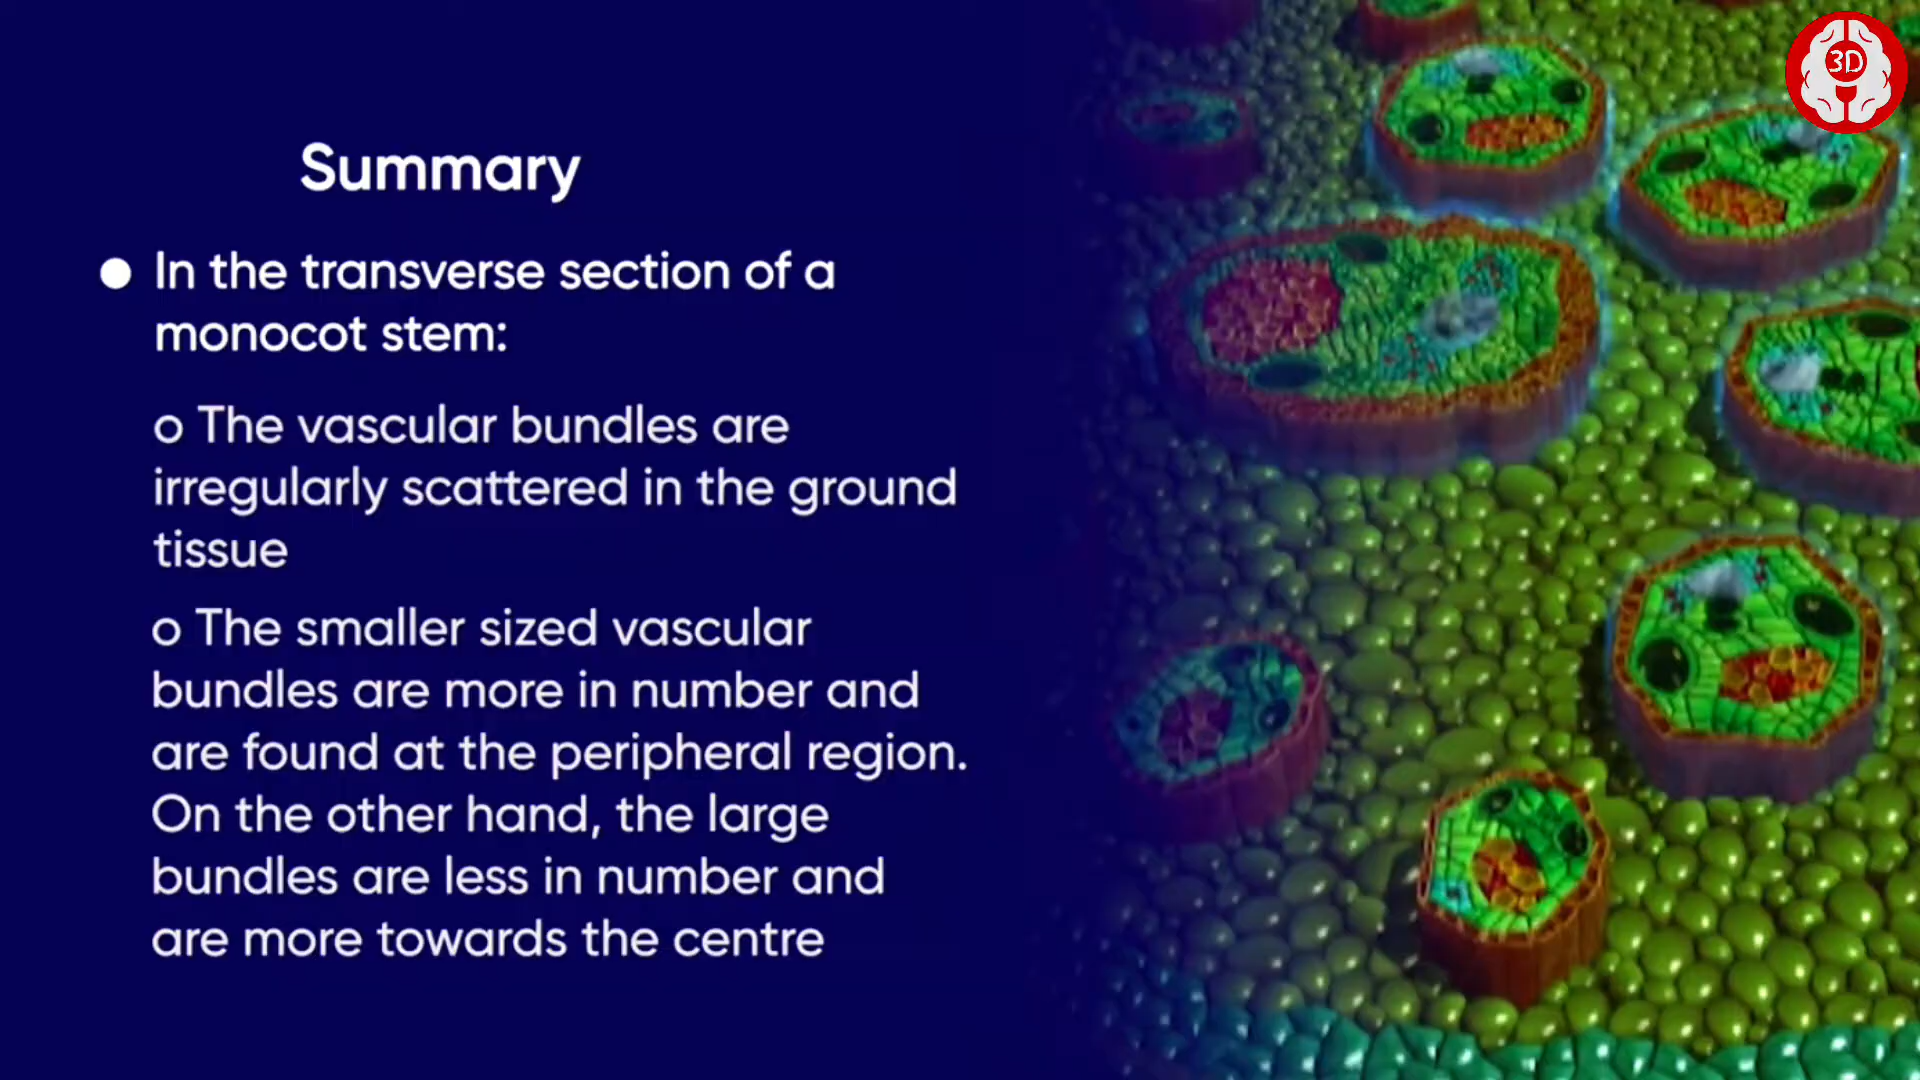 3D
Summary
● In the transverse section of a
monocot stem:
o The vascular bundles are
irregularly scattered in the ground
tissue
o The smaller sized vascular
bundles are more in number and
are found at the peripheral region.
On the other hand, the large
bundles are less in number and
are more towards the centre